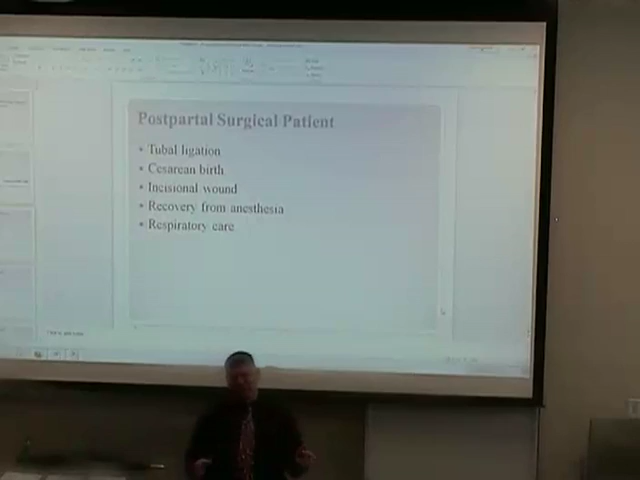 Postpartal Surgical Patient
• Tubal ligation
• Cesarean birth
• Incisional wound
• Recovery from anesthesia
• Respiratory care